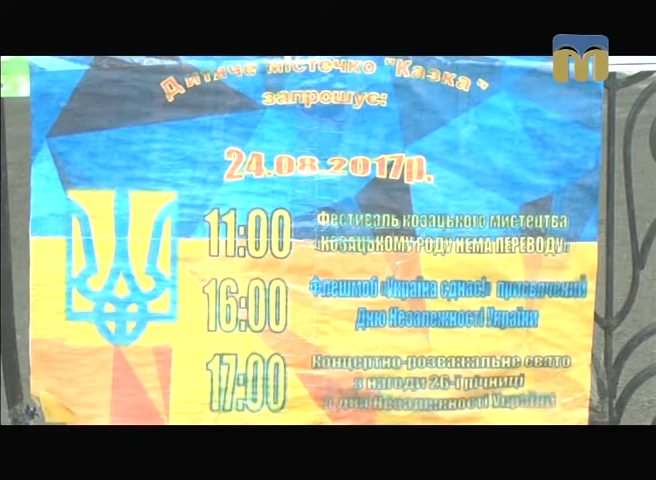 Дитяче містечко "Казка"
запрошує:
24.08.2017р.
11:00
Фестиваль козацького мистецтва
«КОЗАЦЬКОМУ РОДУ НЕМА ПЕРЕВОДУ»
16:00
Флешмоб «Україна єднає!» присвячений
Дню Незалежності України
17:00
Концертно-розважальне свято
з нагоди 26-ї річниці
з дня Незалежності України